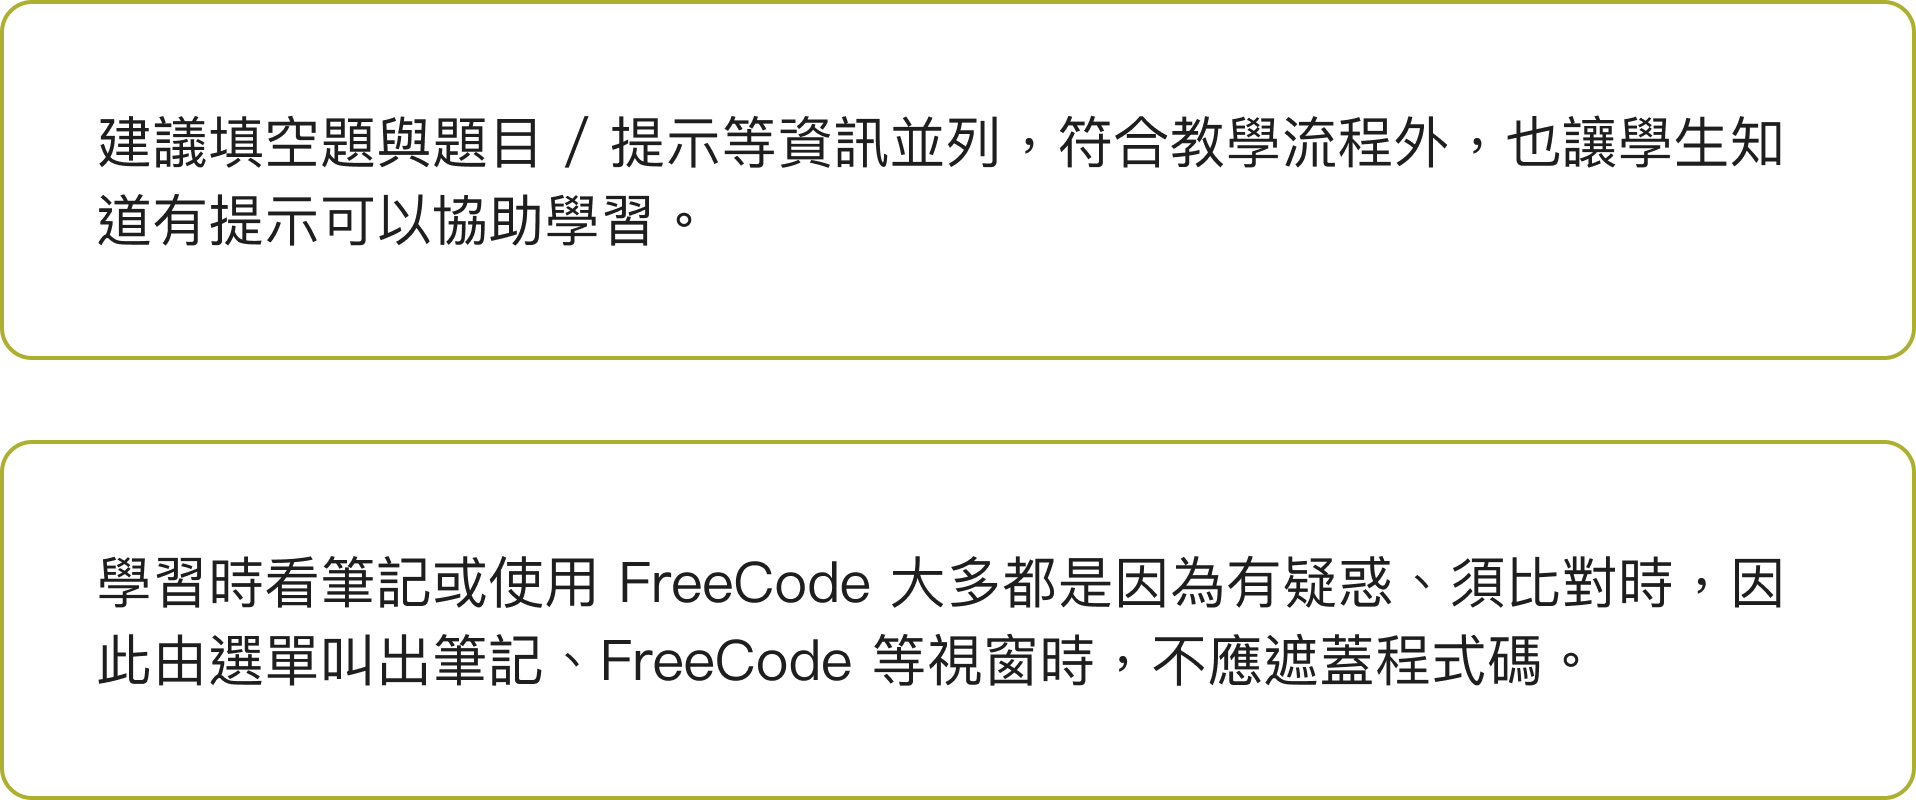 建議填空題與題目 / 提示等資訊並列，符合教學流程外，也讓學生知
道有提示可以協助學習。
學習時看筆記或使用 FreeCode 大多都是因為有疑惑、須比對時，因
此由選單叫出筆記、FreeCode 等視窗時，不應遮蓋程式碼。